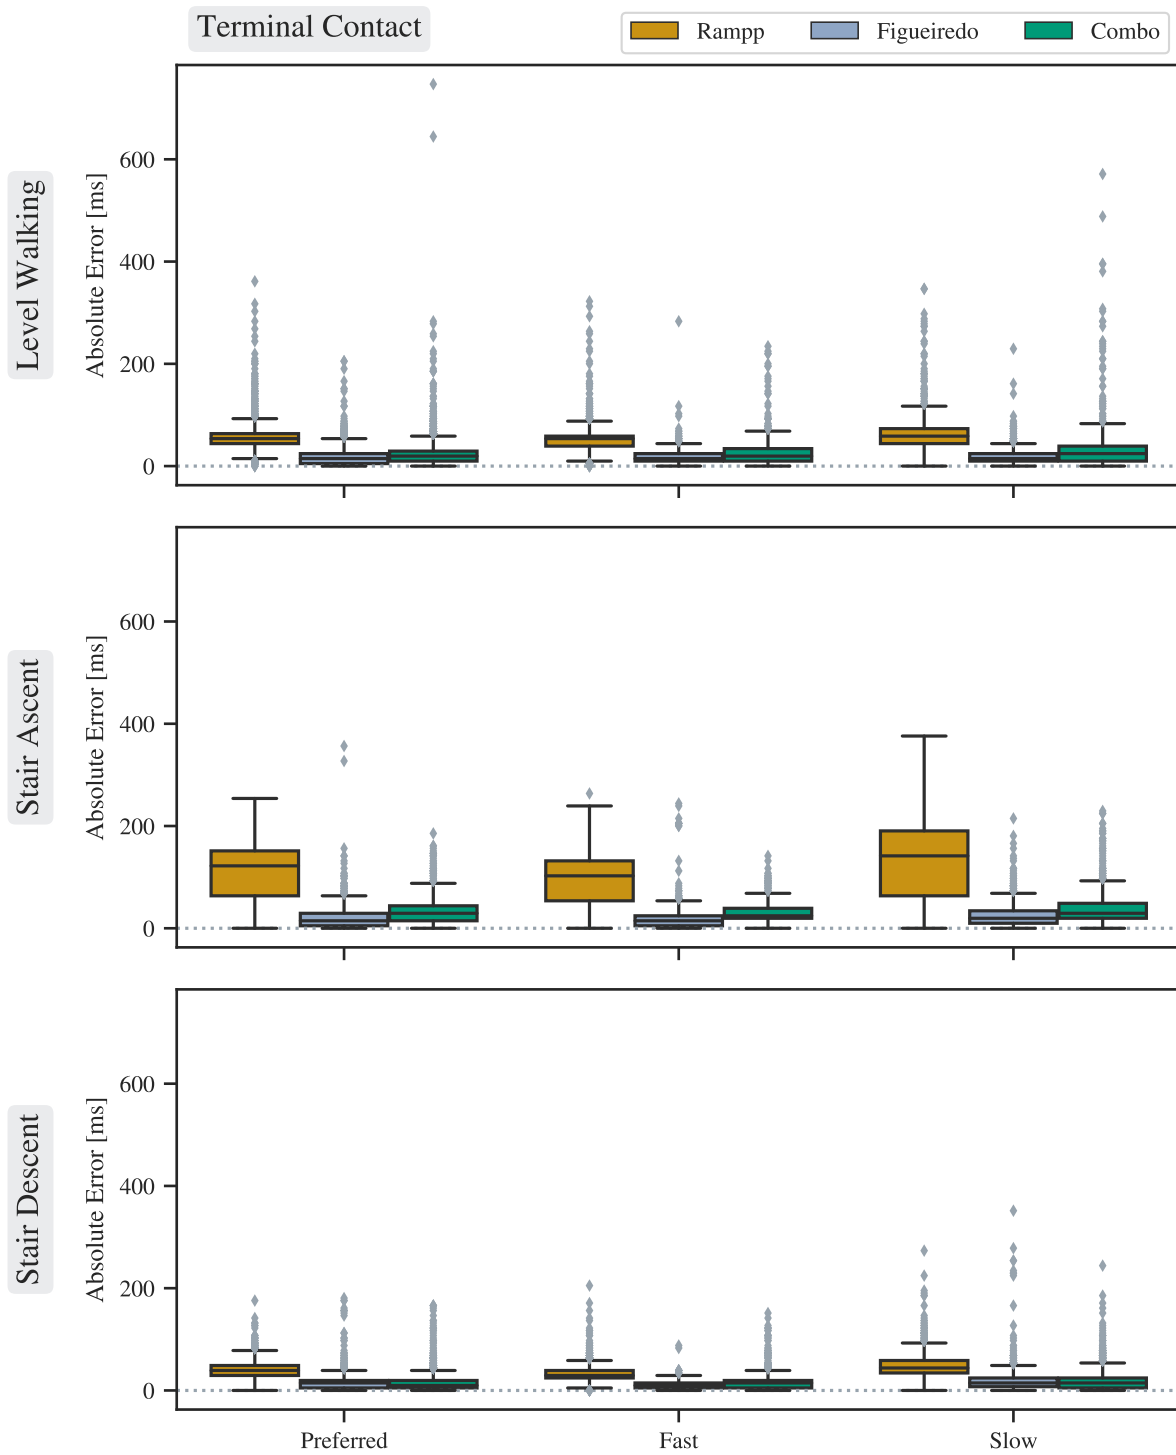 Terminal Contact
Rampp
Figueiredo
Combo
Level Walking
Absolute Error [ms]
600
400
200
0
Stair Ascent
Absolute Error [ms]
600
400
200
0
Stair Descent
Absolute Error [ms]
600
400
200
0
Preferred
Fast
Slow